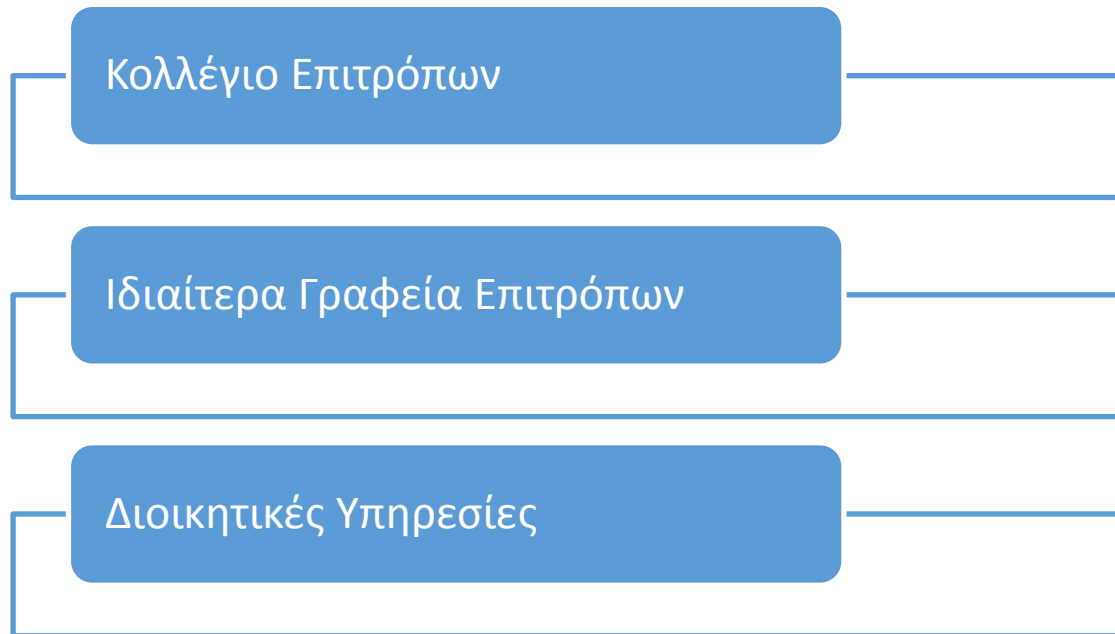 Κολλέγιο Επιτρόπων
Ιδιαίτερα Γραφεία Επιτρόπων
Διοικητικές Υπηρεσίες